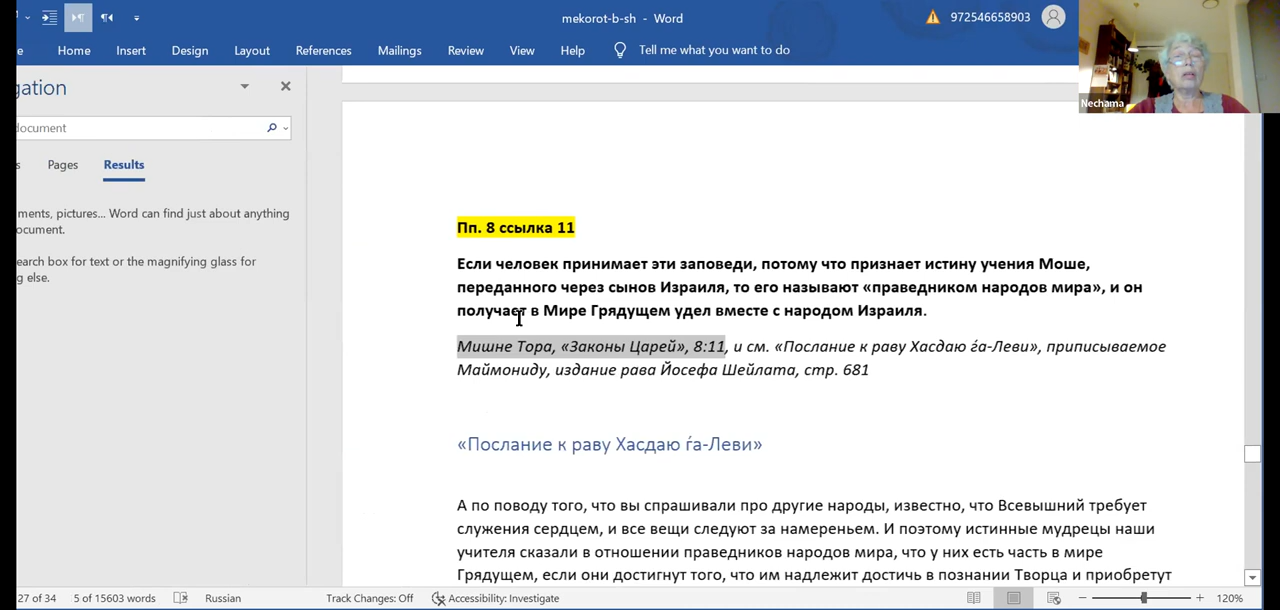 mekorot-b-sh - Word
972546658903
Home Insert Design Layout References Mailings Review View Help Tell me what you want to do
Nechama
document
Pages Results
Word can find just about anything
Пп. 8 ссылка 11
Если человек принимает эти заповеди, потому что признает истину учения Моше,
переданного через сынов Израиля, то его называют «праведником народов мира», и он
получает в Мире Грядущем удел вместе с народом Израиля.
Мишне Тора, «Законы Царей», 8:11, и см. «Послание к раву Хасдаю ѓа-Леви», приписываемое
Маймониду, издание рава Йосефа Шейлата, стр. 681
«Послание к раву Хасдаю ѓа-Леви»
А по поводу того, что вы спрашивали про другие народы, известно, что Всевышний требует
служения сердцем, и все вещи следуют за намереньем. И поэтому истинные мудрецы наши
учителя сказали в отношении праведников народов мира, что у них есть часть в мире
Грядущем, если они достигнут того, что им надлежит достичь в познании Творца и приобретут
search box for text or the magnifying glass for
27 of 34 5 of 15603 words Russian Track Changes: Off Accessibility: Investigate 120%